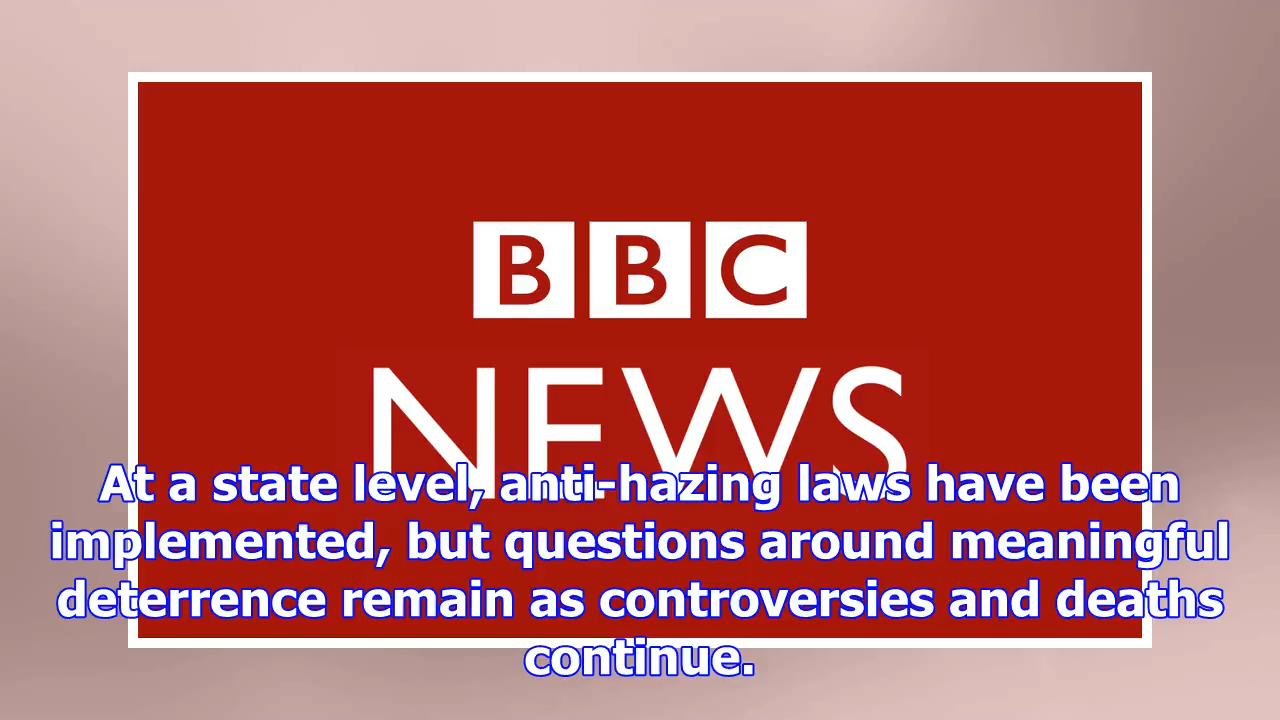 BBC
NEWS
At a state level, anti-hazing laws have been
implemented, but questions around meaningful
deterrence remain as controversies and deaths
continue.